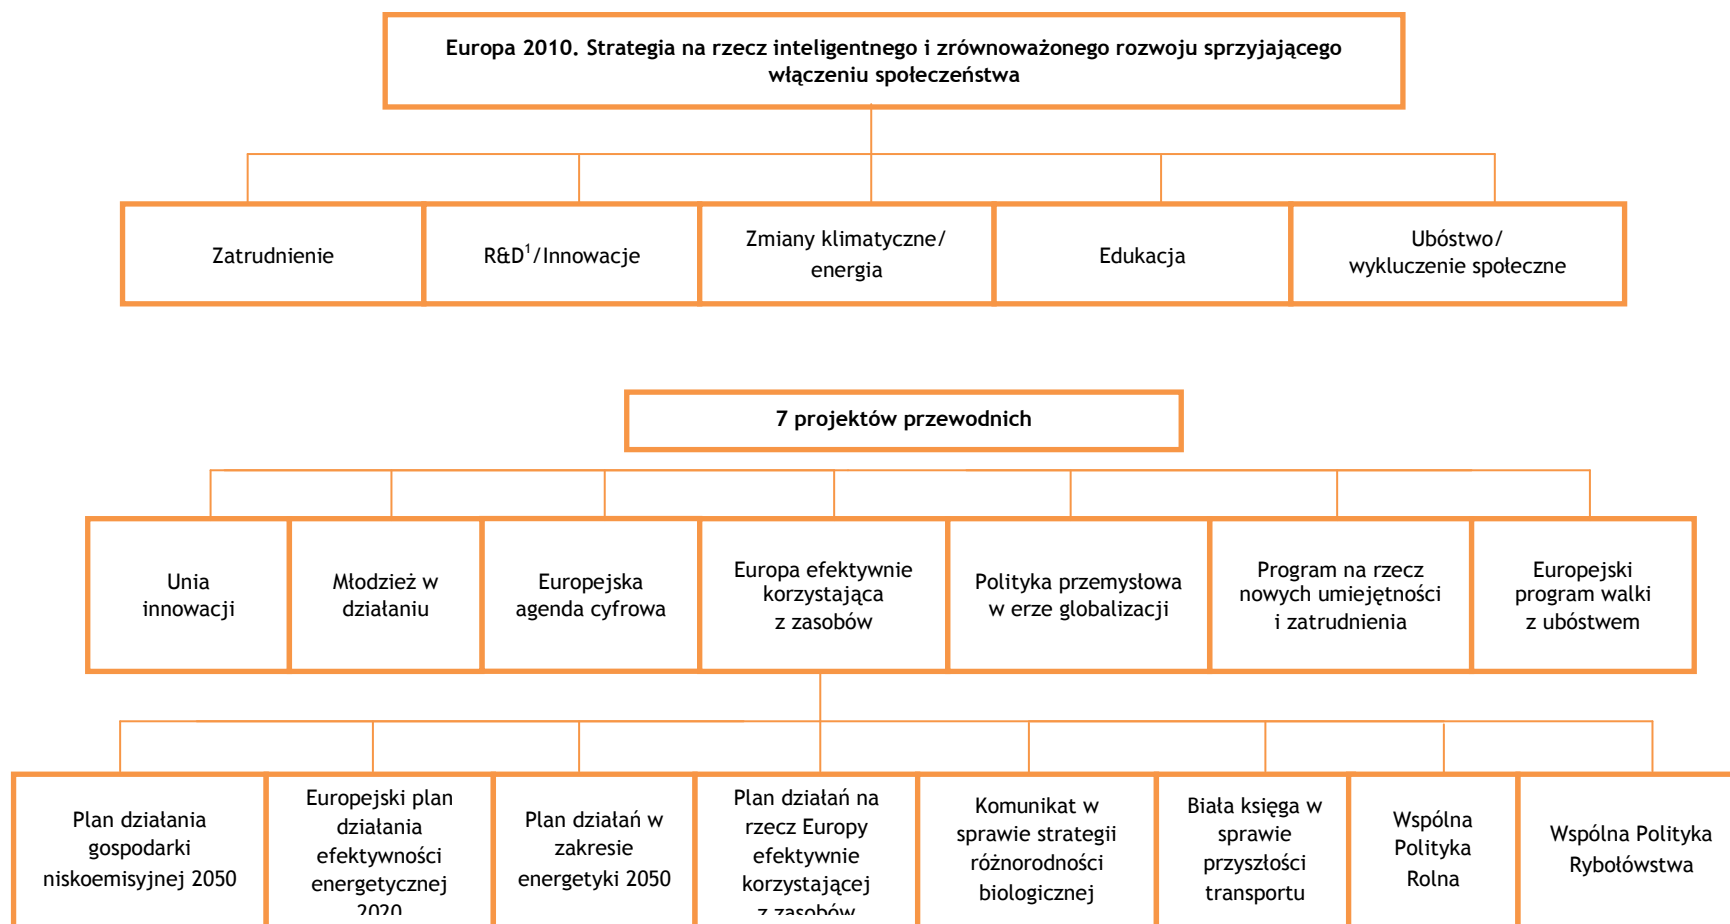 Europa 2010. Strategia na rzecz inteligentnego i zrównoważonego rozwoju sprzyjającego
włączeniu społeczeństwa
Zatrudnienie
R&D¹/Innowacje
Zmiany klimatyczne/
energia
Edukacja
Ubóstwo/
wykluczenie społeczne
7 projektów przewodnich
Unia
innowacji
Młodzież w
działaniu
Europejska
agenda cyfrowa
Europa efektywnie
korzystająca
z zasobów
Polityka przemysłowa
w erze globalizacji
Program na rzecz
nowych umiejętności
i zatrudnienia
Europejski
program walki
z ubóstwem
Plan działania
gospodarki
niskoemisyjnej 2050
Europejski plan
działania
efektywności
energetycznej
2020
Plan działań w
zakresie
energetyki 2050
Plan działań na
rzecz Europy
efektywnie
korzystającej
z zasobów
Komunikat w
sprawie strategii
różnorodności
biologicznej
Biała księga w
sprawie
przyszłości
transportu
Wspólna
Polityka
Rolna
Wspólna Polityka
Rybołówstwa